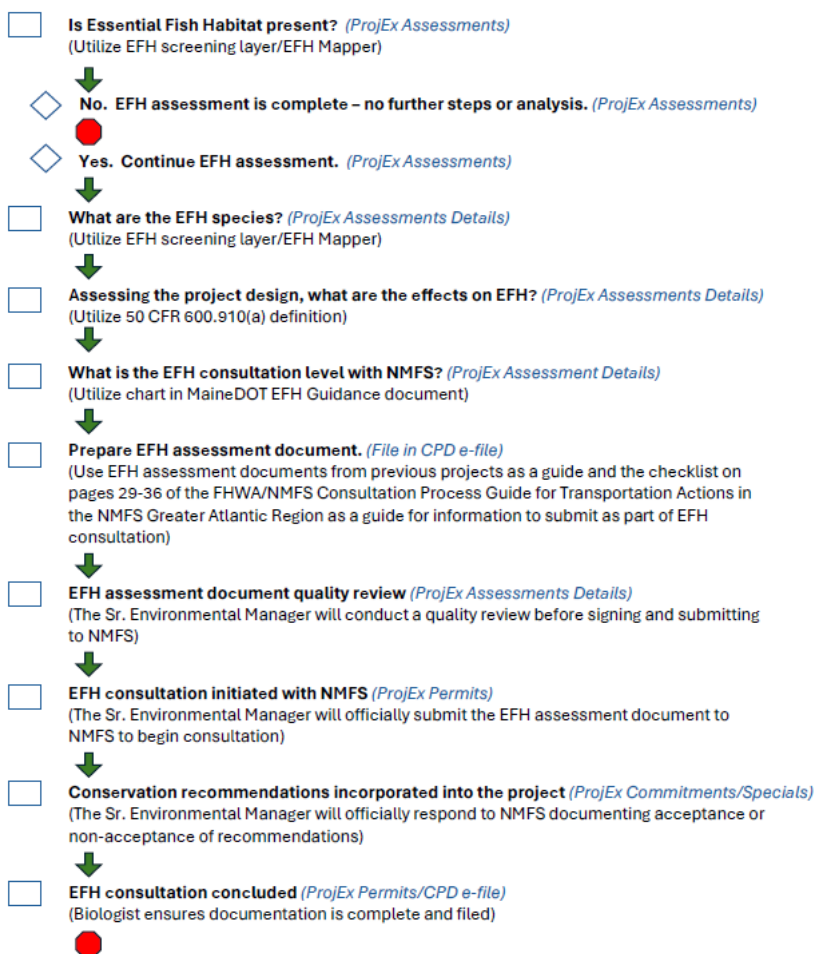 Is Essential Fish Habitat present? (ProjEx Assessments)
(Utilize EFH screening layer/EFH Mapper)
No. EFH assessment is complete – no further steps or analysis. (ProjEx Assessments)
Yes. Continue EFH assessment. (ProjEx Assessments)
What are the EFH species? (ProjEx Assessments Details)
(Utilize EFH screening layer/EFH Mapper)
Assessing the project design, what are the effects on EFH? (ProjEx Assessments Details)
(Utilize 50 CFR 600.910(a) definition)
What is the EFH consultation level with NMFS? (ProjEx Assessment Details)
(Utilize chart in MaineDOT EFH Guidance document)
Prepare EFH assessment document. (File in CPD e-file)
(Use EFH assessment documents from previous projects as a guide and the checklist on
pages 29-36 of the FHWA/NMFS Consultation Process Guide for Transportation Actions in
the NMFS Greater Atlantic Region as a guide for information to submit as part of EFH
consultation)
EFH assessment document quality review (ProjEx Assessments Details)
(The Sr. Environmental Manager will conduct a quality review before signing and submitting
to NMFS)
EFH consultation initiated with NMFS (ProjEx Permits)
(The Sr. Environmental Manager will officially submit the EFH assessment document to
NMFS to begin consultation)
Conservation recommendations incorporated into the project (ProjEx Commitments/Specials)
(The Sr. Environmental Manager will officially respond to NMFS documenting acceptance or
non-acceptance of recommendations)
EFH consultation concluded (ProjEx Permits/CPD e-file)
(Biologist ensures documentation is complete and filed)